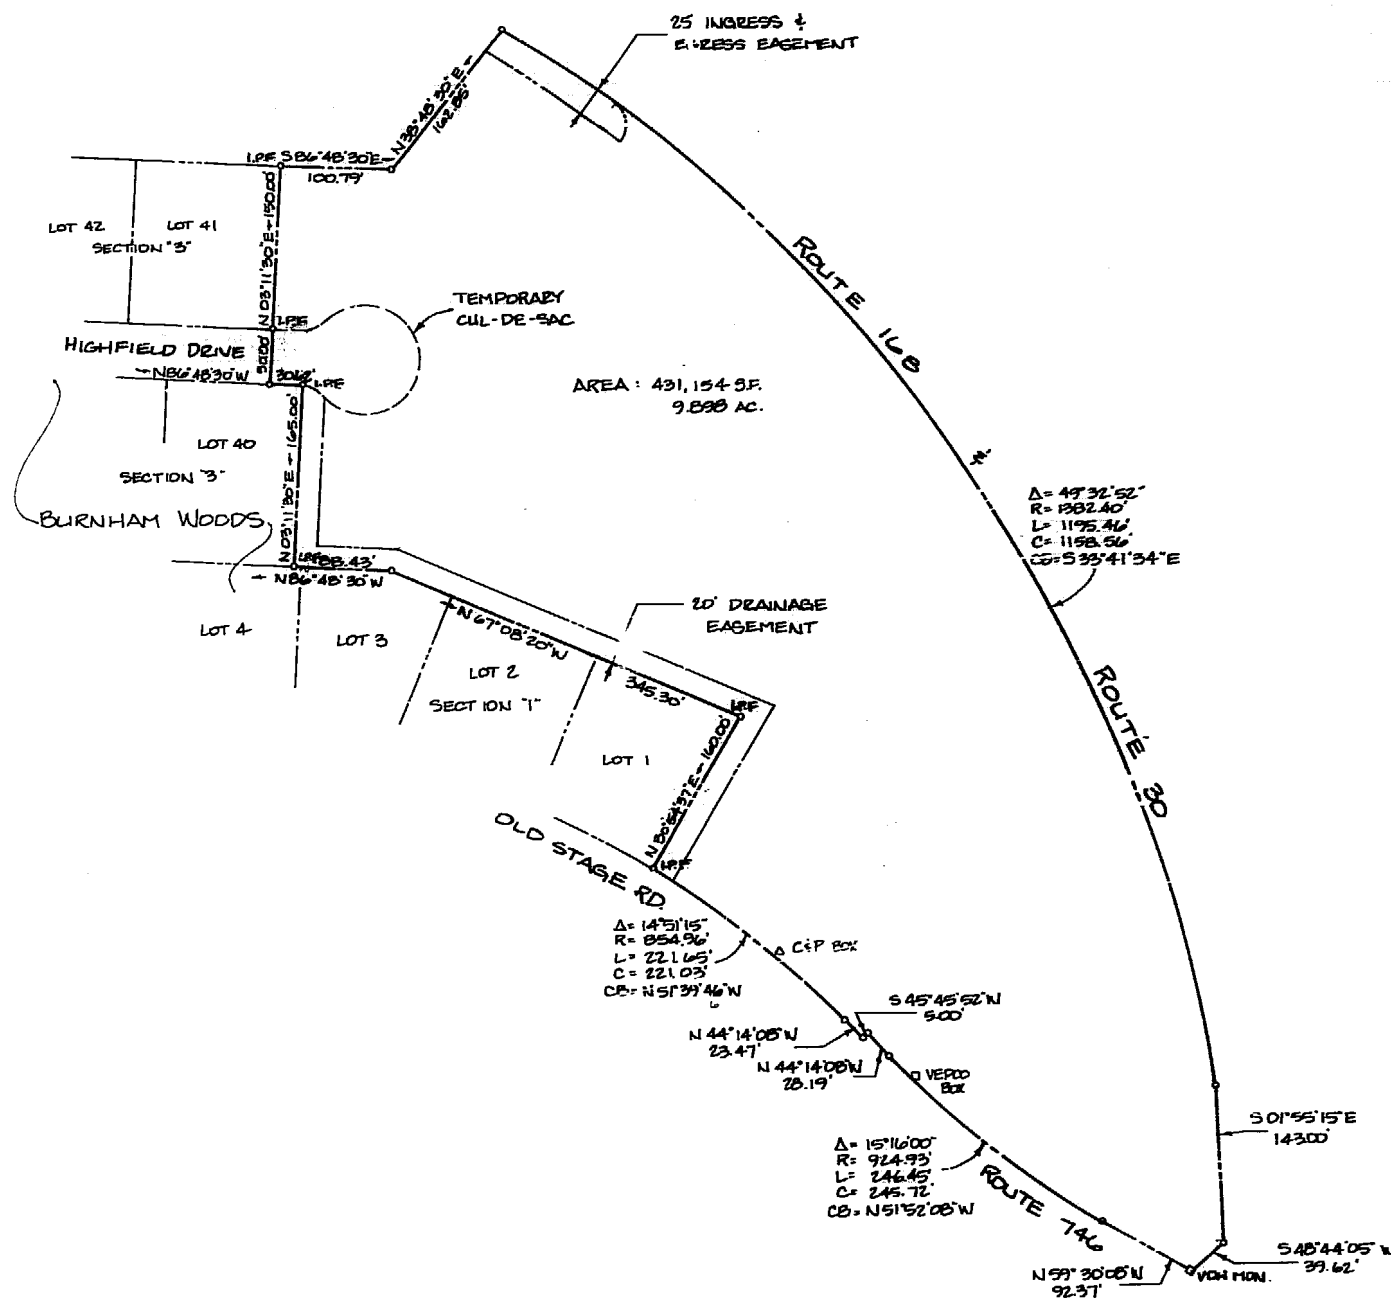 25 INGRESS &
EGRESS EASEMENT
N 38°48'30" E
162.85'
I.P.F.
S 86°48'30" E
100.79'
N 03°11'30" E - 150.00'
LOT 42
LOT 41
SECTION "3"
TEMPORARY
CUL-DE-SAC
I.P.F.
HIGHFIELD DRIVE
50.00'
N 86°48'30" W
30.62'
I.P.F.
ROUTE 168
&
ROUTE 30
AREA : 431,154 S.F.
9.898 AC.
LOT 40
SECTION "3"
N 03°11'30" E - 165.00'
BURNHAM WOODS
Δ= 49°32'52"
R= 1382.40'
L= 1195.46'
C= 1158.56'
CB= S 33°41'34" E
I.P.F.
88.43'
N 86°48'30" W
20' DRAINAGE
EASEMENT
N 67°08'20" W
345.30'
LOT 4
LOT 3
LOT 2
SECTION "1"
LOT 1
I.P.F.
160.00'
I.P.F.
OLD STAGE RD.
Δ= 14°51'15"
R= 854.96'
L= 221.65'
C= 221.03'
CB= N 51°39'46" W
C&P BOX
S 45°45'52" W
5.00'
N 44°14'08" W
23.47'
N 44°14'08" W
28.19'
VEPCO
BOX
Δ= 15°16'00"
R= 924.93'
L= 246.45'
C= 245.72'
CB= N 51°52'08" W
ROUTE 746
S 01°55'15" E
143.00'
S 48°44'05" W
39.62'
VDH MON.
N 59°30'08" W
92.37'